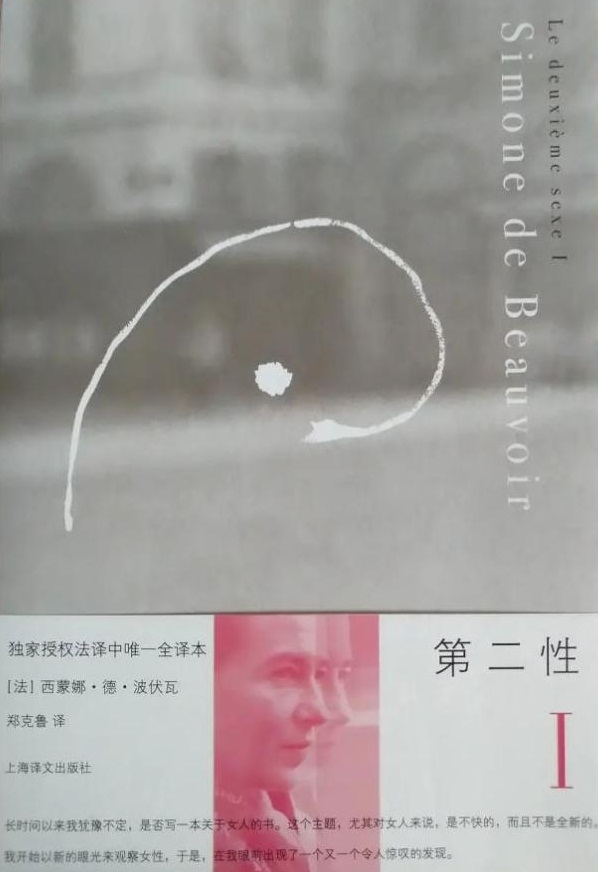 Le deuxième sexe I
Simone de Beauvoir
独家授权法译中唯一全译本
[法] 西蒙娜·德·波伏瓦
郑克鲁 译
上海译文出版社
第二性
I
长时间以来我犹豫不定，是否写一本关于女人的书。这个主题，尤其对女人来说，是不快的，而且不是全新的。
我开始以新的眼光来观察女性，于是，在我眼前出现了一个又一个令人惊叹的发现。